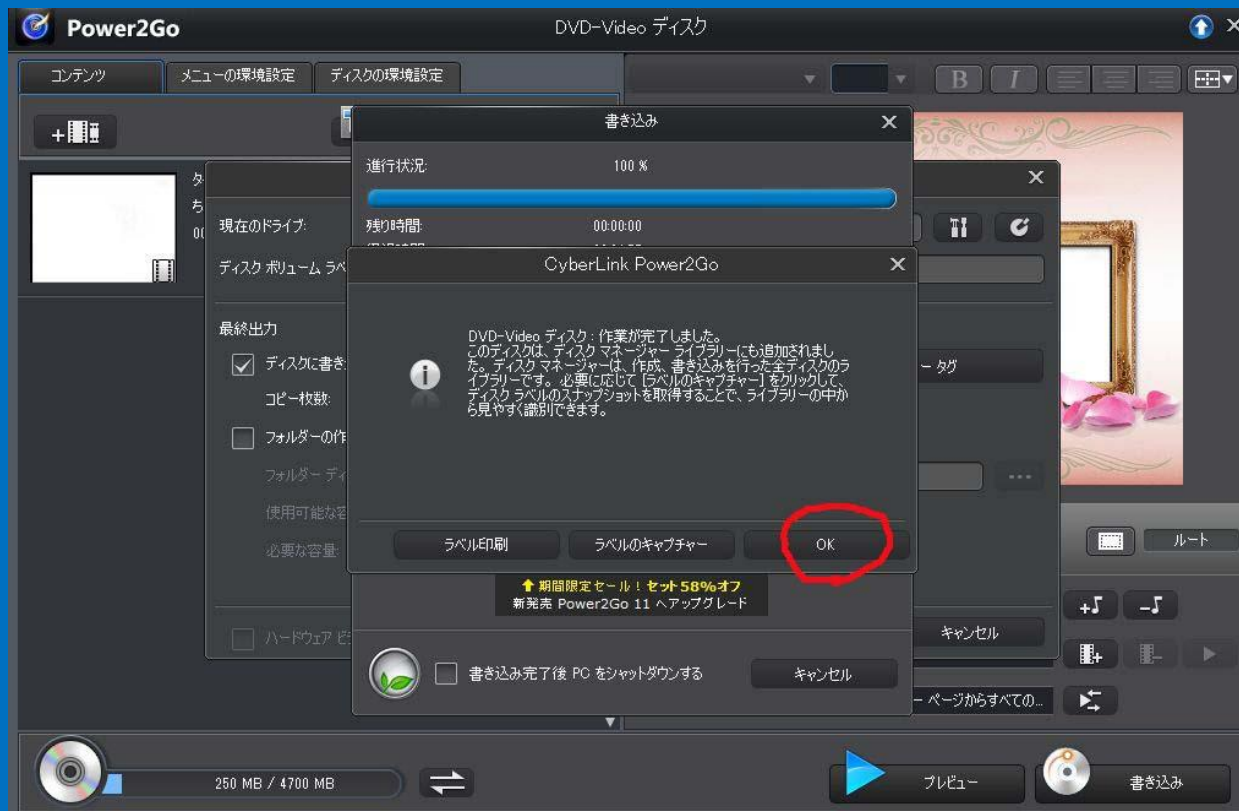 Power2Go
DVD-Video ディスク
コンテンツ
メニューの環境設定
ディスクの環境設定
B
I
書き込み
進行状況:
100 %
残り時間:
00:00:00
現在のドライブ:
ディスク ボリューム ラベ
CyberLink Power2Go
DVD-Video ディスク : 作業が完了しました。
このディスクは、ディスク マネージャー ライブラリーにも追加されまし
た。ディスク マネージャーは、作成、書き込みを行った全ディスクのラ
イブラリーです。必要に応じて [ラベルのキャプチャー] をクリックして、
ディスク ラベルのスナップショットを取得することで、ライブラリーの中か
ら見やすく識別できます。
ラベル印刷
ラベルのキャプチャー
OK
最終出力
ディスクに書き
コピー枚数:
フォルダーの作
フォルダー ディ
使用可能な容
必要な容量:
ハードウェア ビ
ー タグ
キャンセル
期間限定セール！セット58%オフ
新発売 Power2Go 11 へアップグレード
書き込み完了後 PC をシャットダウンする
キャンセル
ルート
ー ページからすべての...
250 MB / 4700 MB
プレビュー
書き込み